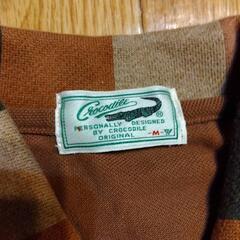 Crocodile
®
PERSONALLY DESIGNED
BY CROCODILE
ORIGINAL
-M-